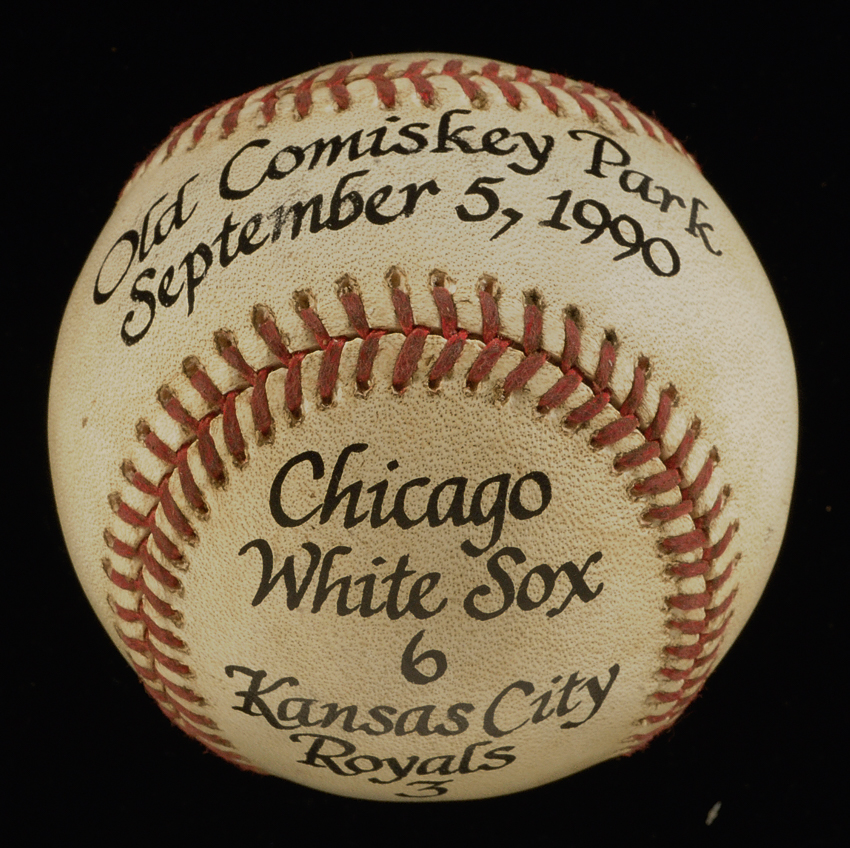 Old Comiskey Park
September 5, 1990
Chicago
White Sox
6
Kansas City
Royals
3